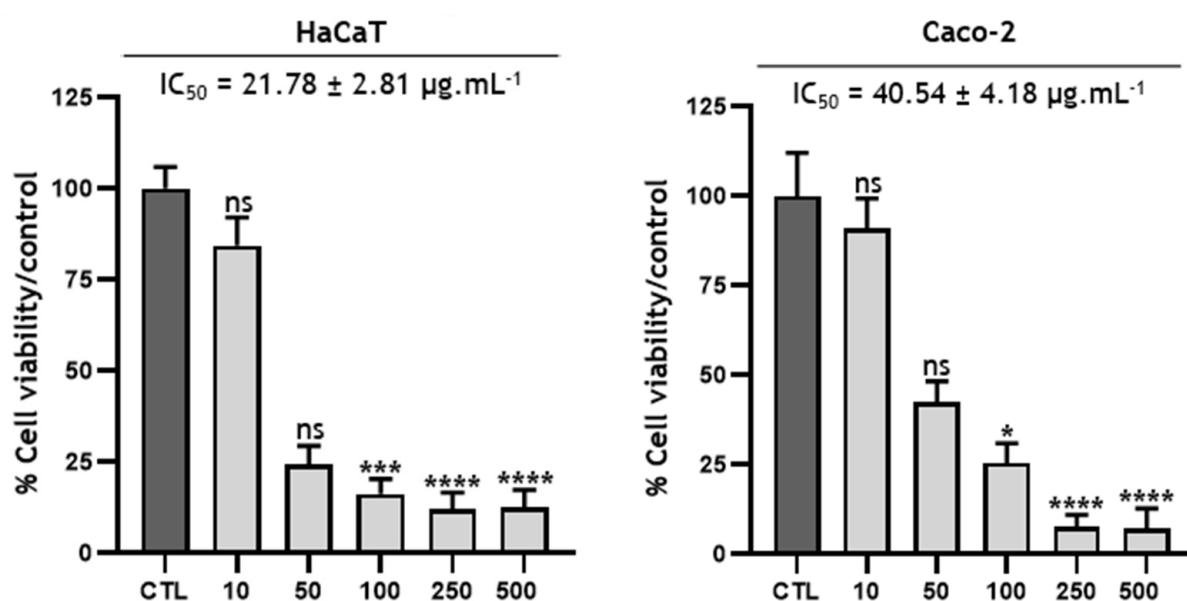 HaCaT
IC50 = 21.78 ± 2.81 µg.mL-1
% Cell viability/control
125
100
75
50
25
0
ns
ns
***
****
****
CTL 10 50 100 250 500
Caco-2
IC50 = 40.54 ± 4.18 µg.mL-1
% Cell viability/control
125
100
75
50
25
0
ns
ns
*
****
****
CTL 10 50 100 250 500